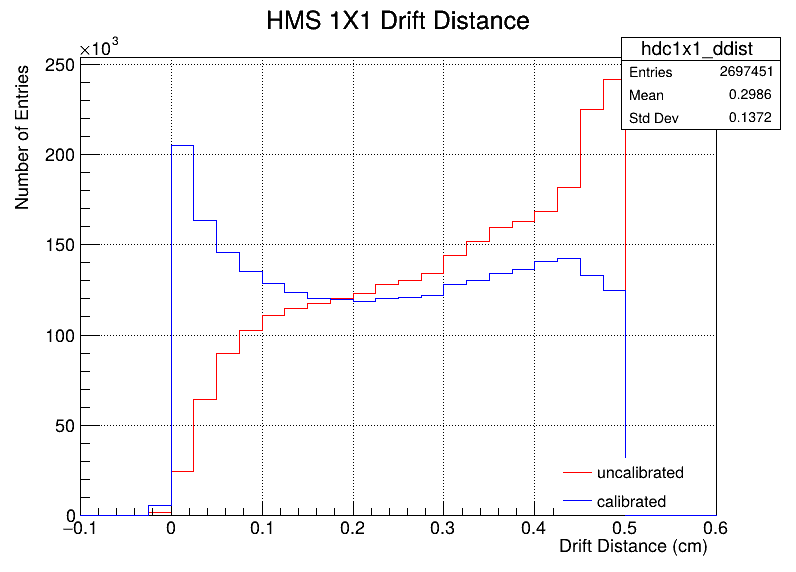 HMS 1X1 Drift Distance
×10³
hdc1x1_ddist
Entries 2697451
Mean 0.2986
Std Dev 0.1372
Number of Entries
250
200
150
100
50
0
−0.1 0 0.1 0.2 0.3 0.4 0.5 0.6
Drift Distance (cm)
uncalibrated
calibrated